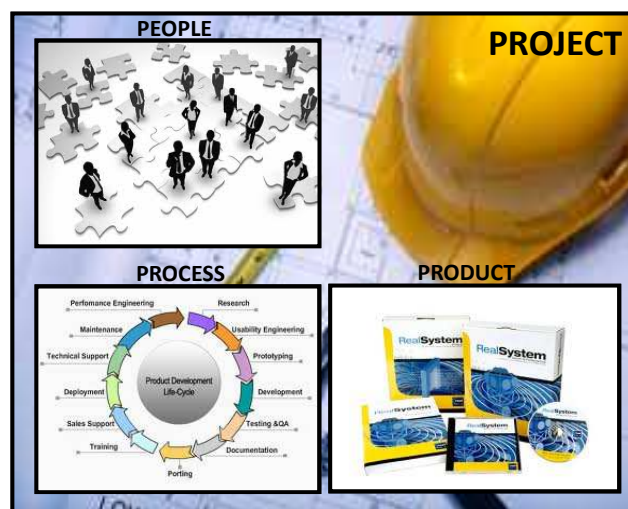 PEOPLE
PROJECT
PROCESS
PRODUCT
Perfomance Engineering
Research
Maintenance
Usability Engineering
Technical Support
Prototyping
Product Development
Life-Cycle
Deployment
Development
Sales Support
Testing &QA
Training
Documentation
Porting
RealSystem
RealSystem
RealSystem
RealSystem
RealSystem